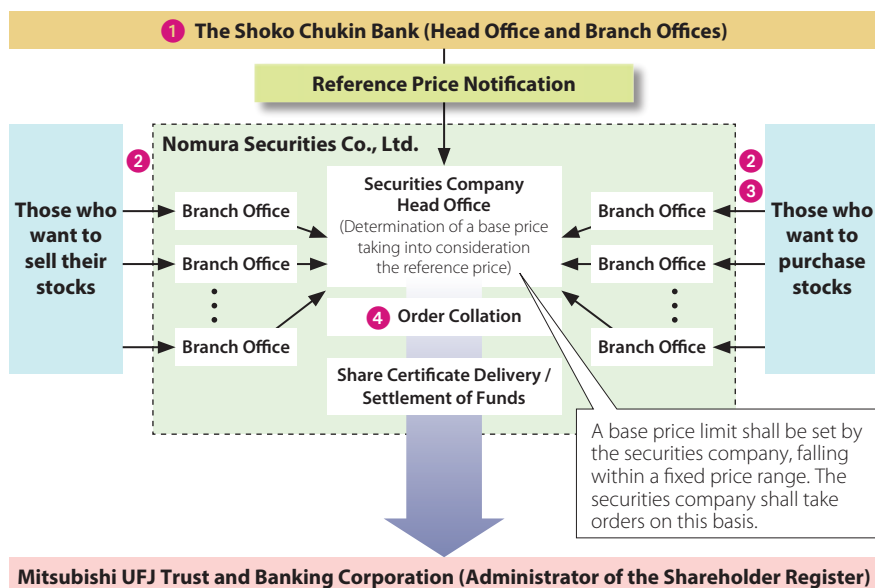 1 The Shoko Chukin Bank (Head Office and Branch Offices)
Reference Price Notification
Nomura Securities Co., Ltd.
2
Those who
want to
sell their
stocks
Branch Office
Branch Office
Branch Office
Securities Company
Head Office
(Determination of a base price
taking into consideration
the reference price)
4 Order Collation
Share Certificate Delivery /
Settlement of Funds
Branch Office
Branch Office
Branch Office
2
3
Those who
want to
purchase
stocks
A base price limit shall be set by
the securities company, falling
within a fixed price range. The
securities company shall take
orders on this basis.
Mitsubishi UFJ Trust and Banking Corporation (Administrator of the Shareholder Register)